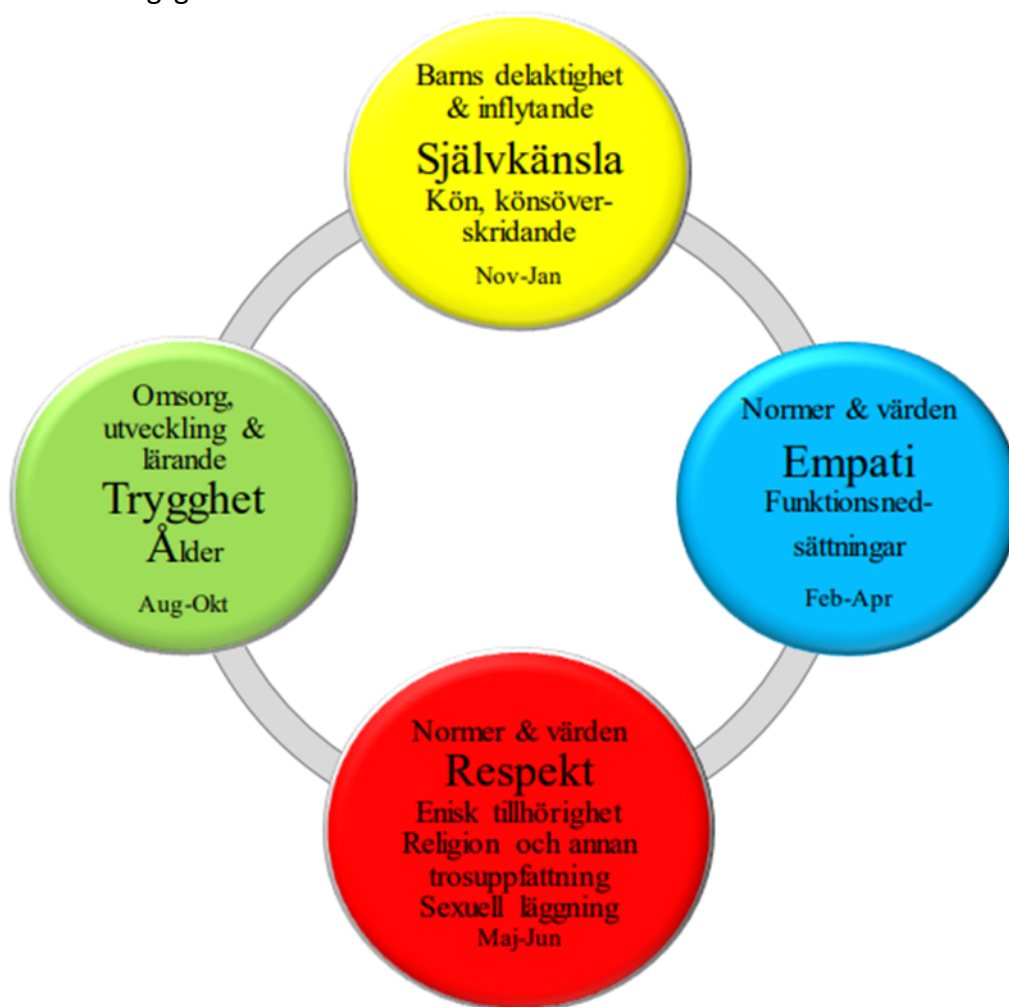 Barns delaktighet
& inflytande
Självkänsla
Kön, könsöver-
skridande
Nov-Jan
Omsorg,
utveckling &
lärande
Trygghet
Ålder
Aug-Okt
Normer & värden
Empati
Funktionsned-
sättningar
Feb-Apr
Normer & värden
Respekt
Enisk tillhörighet
Religion och annan
trosuppfattning
Sexuell läggning
Maj-Jun